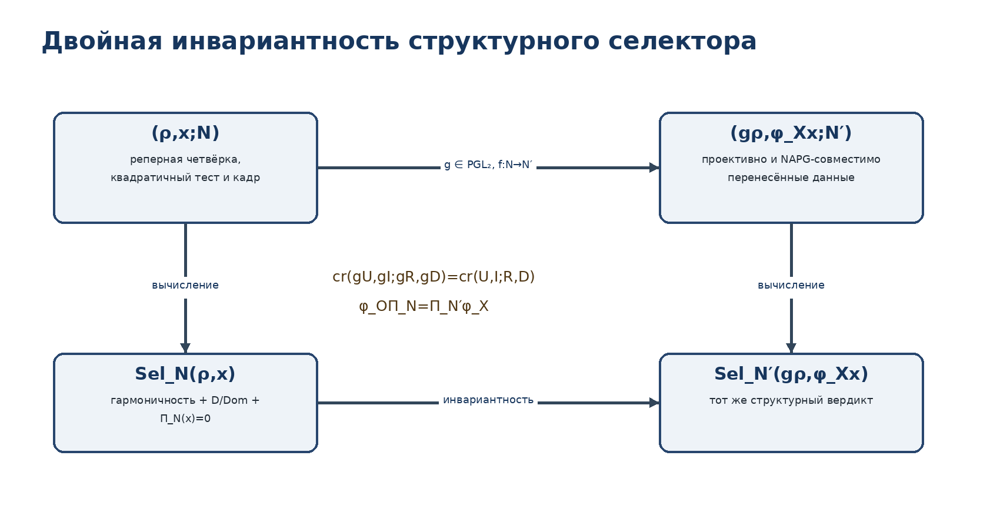 Двойная инвариантность структурного селектора
(ρ,x;N)
реперная четвёрка,
квадратичный тест и кадр
g ∈ PGL₂, f:N→N′
(gρ,φ_Xx;N′)
проективно и NAPG-совместимо
перенесённые данные
вычисление
cr(gU,gI;gR,gD)=cr(U,I;R,D)
φ_OΠ_N=Π_N′φ_X
вычисление
Sel_N(ρ,x)
гармоничность + D/Dom +
Π_N(x)=0
инвариантность
Sel_N′(gρ,φ_Xx)
тот же структурный вердикт